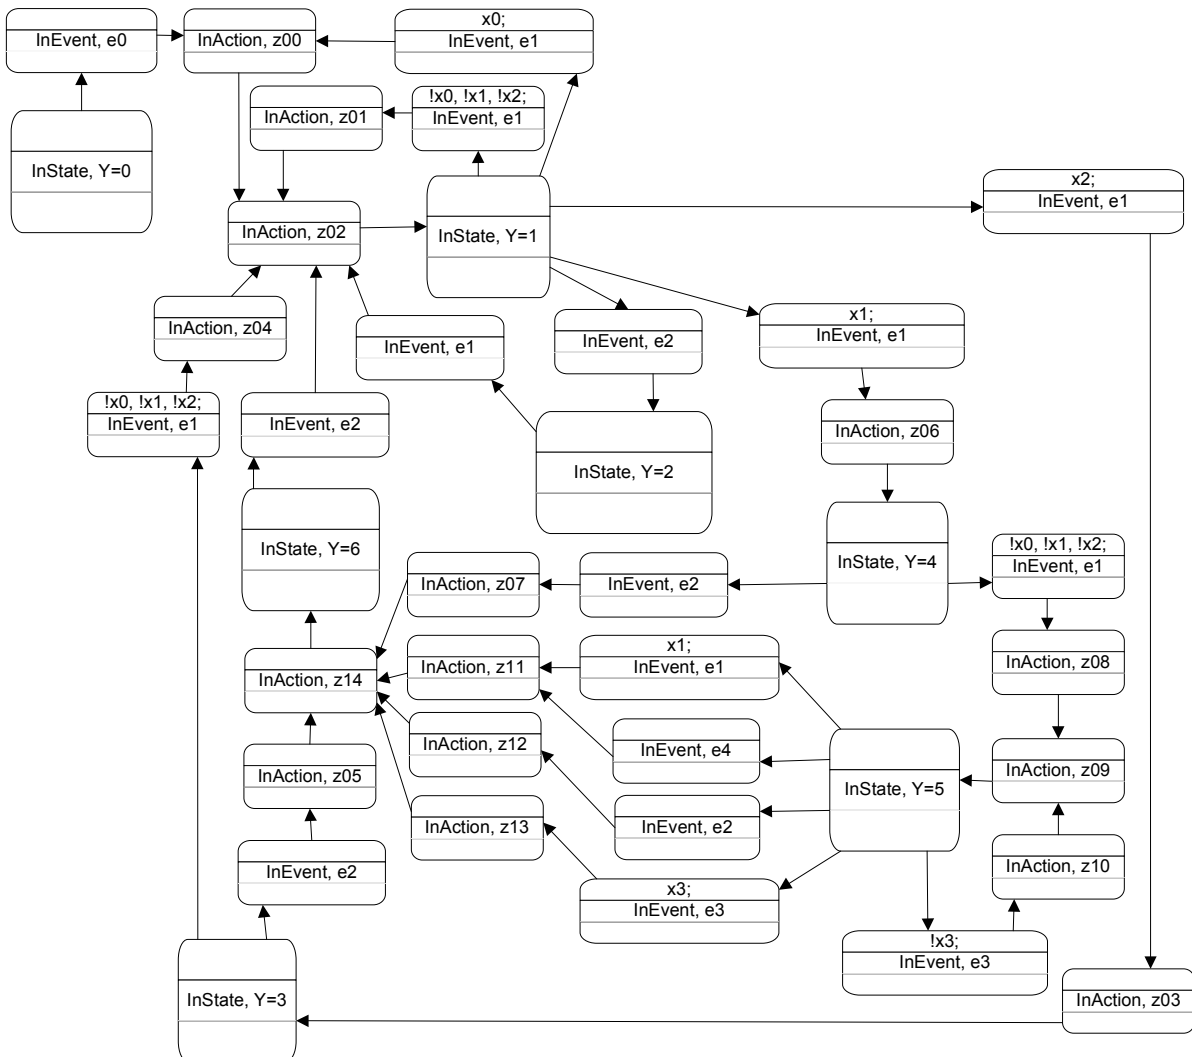 x0;
InEvent, e0
InAction, z00
InEvent, e1
!x0, !x1, !x2;
InAction, z01
InEvent, e1
InState, Y=0
x2;
InEvent, e1
InAction, z02
InState, Y=1
InAction, z04
x1;
InEvent, e1
InEvent, e1
InEvent, e2
!x0, !x1, !x2;
InEvent, e1
InEvent, e2
InAction, z06
InState, Y=2
InState, Y=6
InState, Y=4
!x0, !x1, !x2;
InEvent, e1
InAction, z07
InEvent, e2
x1;
InAction, z14
InAction, z11
InEvent, e1
InAction, z08
InAction, z12
InEvent, e4
InAction, z05
InState, Y=5
InAction, z09
InAction, z13
InEvent, e2
InEvent, e2
x3;
InEvent, e3
InAction, z10
!x3;
InEvent, e3
InState, Y=3
InAction, z03